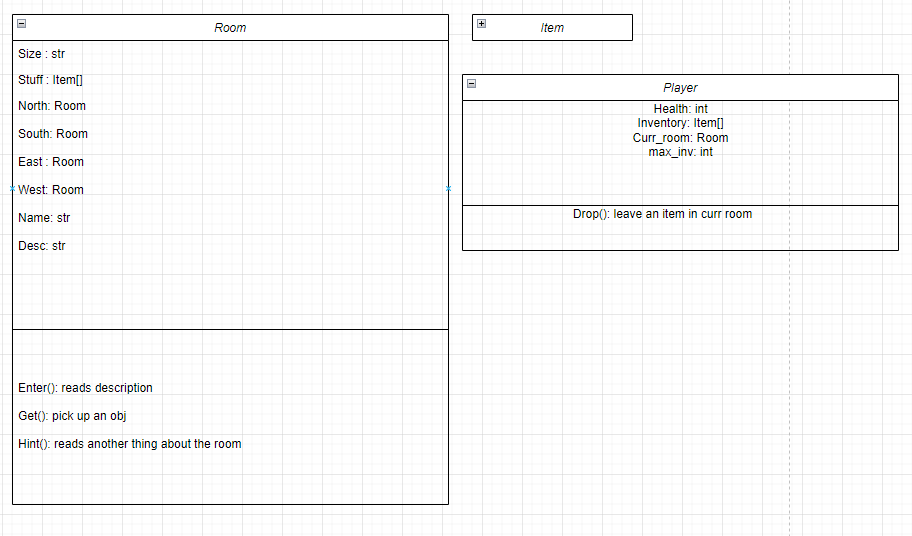 Room
Size : str
Stuff : Item[]
North: Room
South: Room
East : Room
West: Room
Name: str
Desc: str
Enter(): reads description
Get(): pick up an obj
Hint(): reads another thing about the room
Item
Player
Health: int
Inventory: Item[]
Curr_room: Room
max_inv: int
Drop(): leave an item in curr room